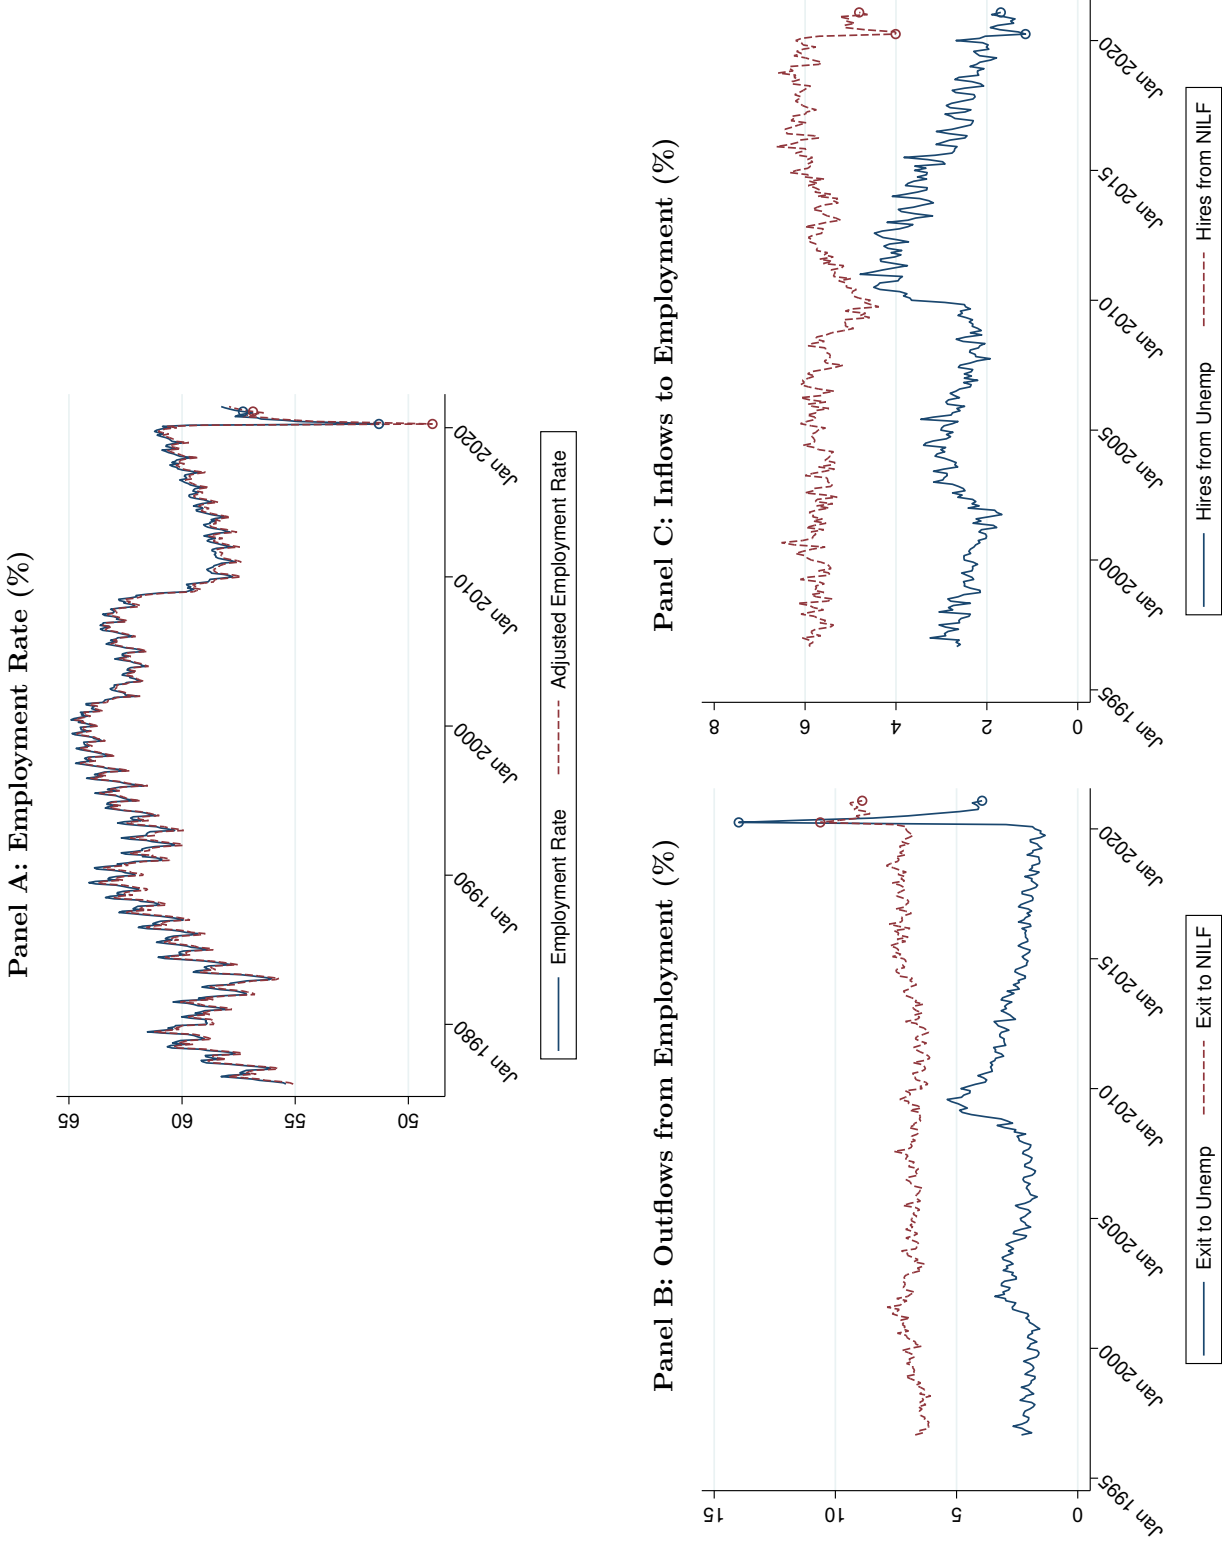 Panel A: Employment Rate (%)
65
60
55
50
Jan 1980
Jan 1990
Jan 2000
Jan 2010
Jan 2020
Employment Rate
Adjusted Employment Rate
Panel B: Outflows from Employment (%)
15
10
5
0
Jan 1995
Jan 2000
Jan 2005
Jan 2010
Jan 2015
Jan 2020
Exit to Unemp
Exit to NILF
Panel C: Inflows to Employment (%)
8
6
4
2
0
Jan 1995
Jan 2000
Jan 2005
Jan 2010
Jan 2015
Jan 2020
Hires from Unemp
Hires from NILF